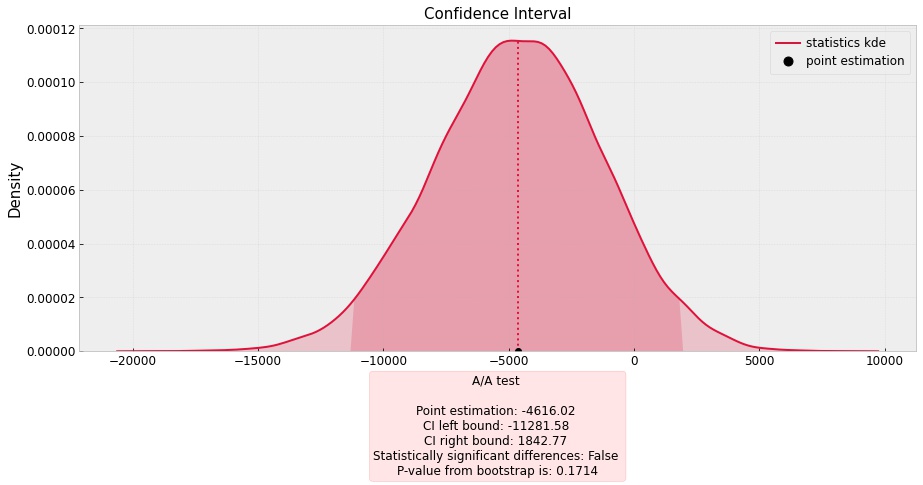 Confidence Interval
statistics kde
point estimation
Density
0.00012
0.00010
0.00008
0.00006
0.00004
0.00002
0.00000
−20000 −15000 −10000 −5000 0 5000 10000
A/A test
Point estimation: -4616.02
CI left bound: -11281.58
CI right bound: 1842.77
Statistically significant differences: False
P-value from bootstrap is: 0.1714